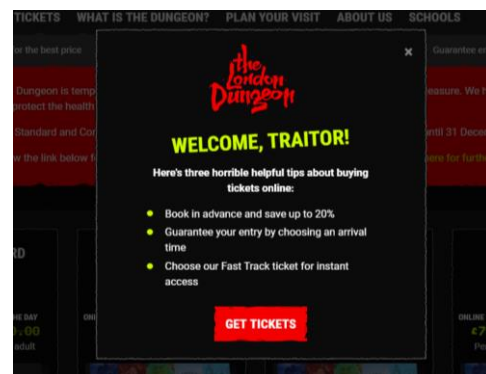 TICKETS WHAT IS THE DUNGEON? PLAN YOUR VISIT ABOUT US SCHOOLS
for the best price
Guarantee
×
the
London
Dungeon
Dungeon is temp
easure. We h
protect the health
Standard and Cor
until 31 Dece
w the link below f
here for furth
WELCOME, TRAITOR!
Here's three horrible helpful tips about buying
tickets online:
• Book in advance and save up to 20%
• Guarantee your entry by choosing an arrival
time
• Choose our Fast Track ticket for instant
access
GET TICKETS
RD
HE DAY
ONLINE
adult